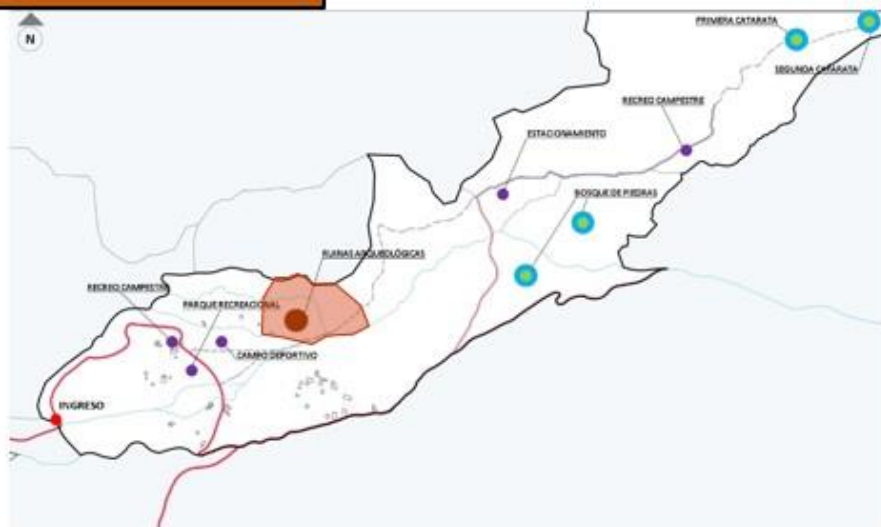 N
PRIMERA CATARATA
SEGUNDA CATARATA
RECREO CAMPESTRE
ESTACIONAMIENTO
BOSQUE DE PIEDRAS
RUINAS ARQUEOLÓGICAS
RECREO CAMPESTRE
PARQUE RECREACIONAL
CAMPO DEPORTIVO
INGRESO